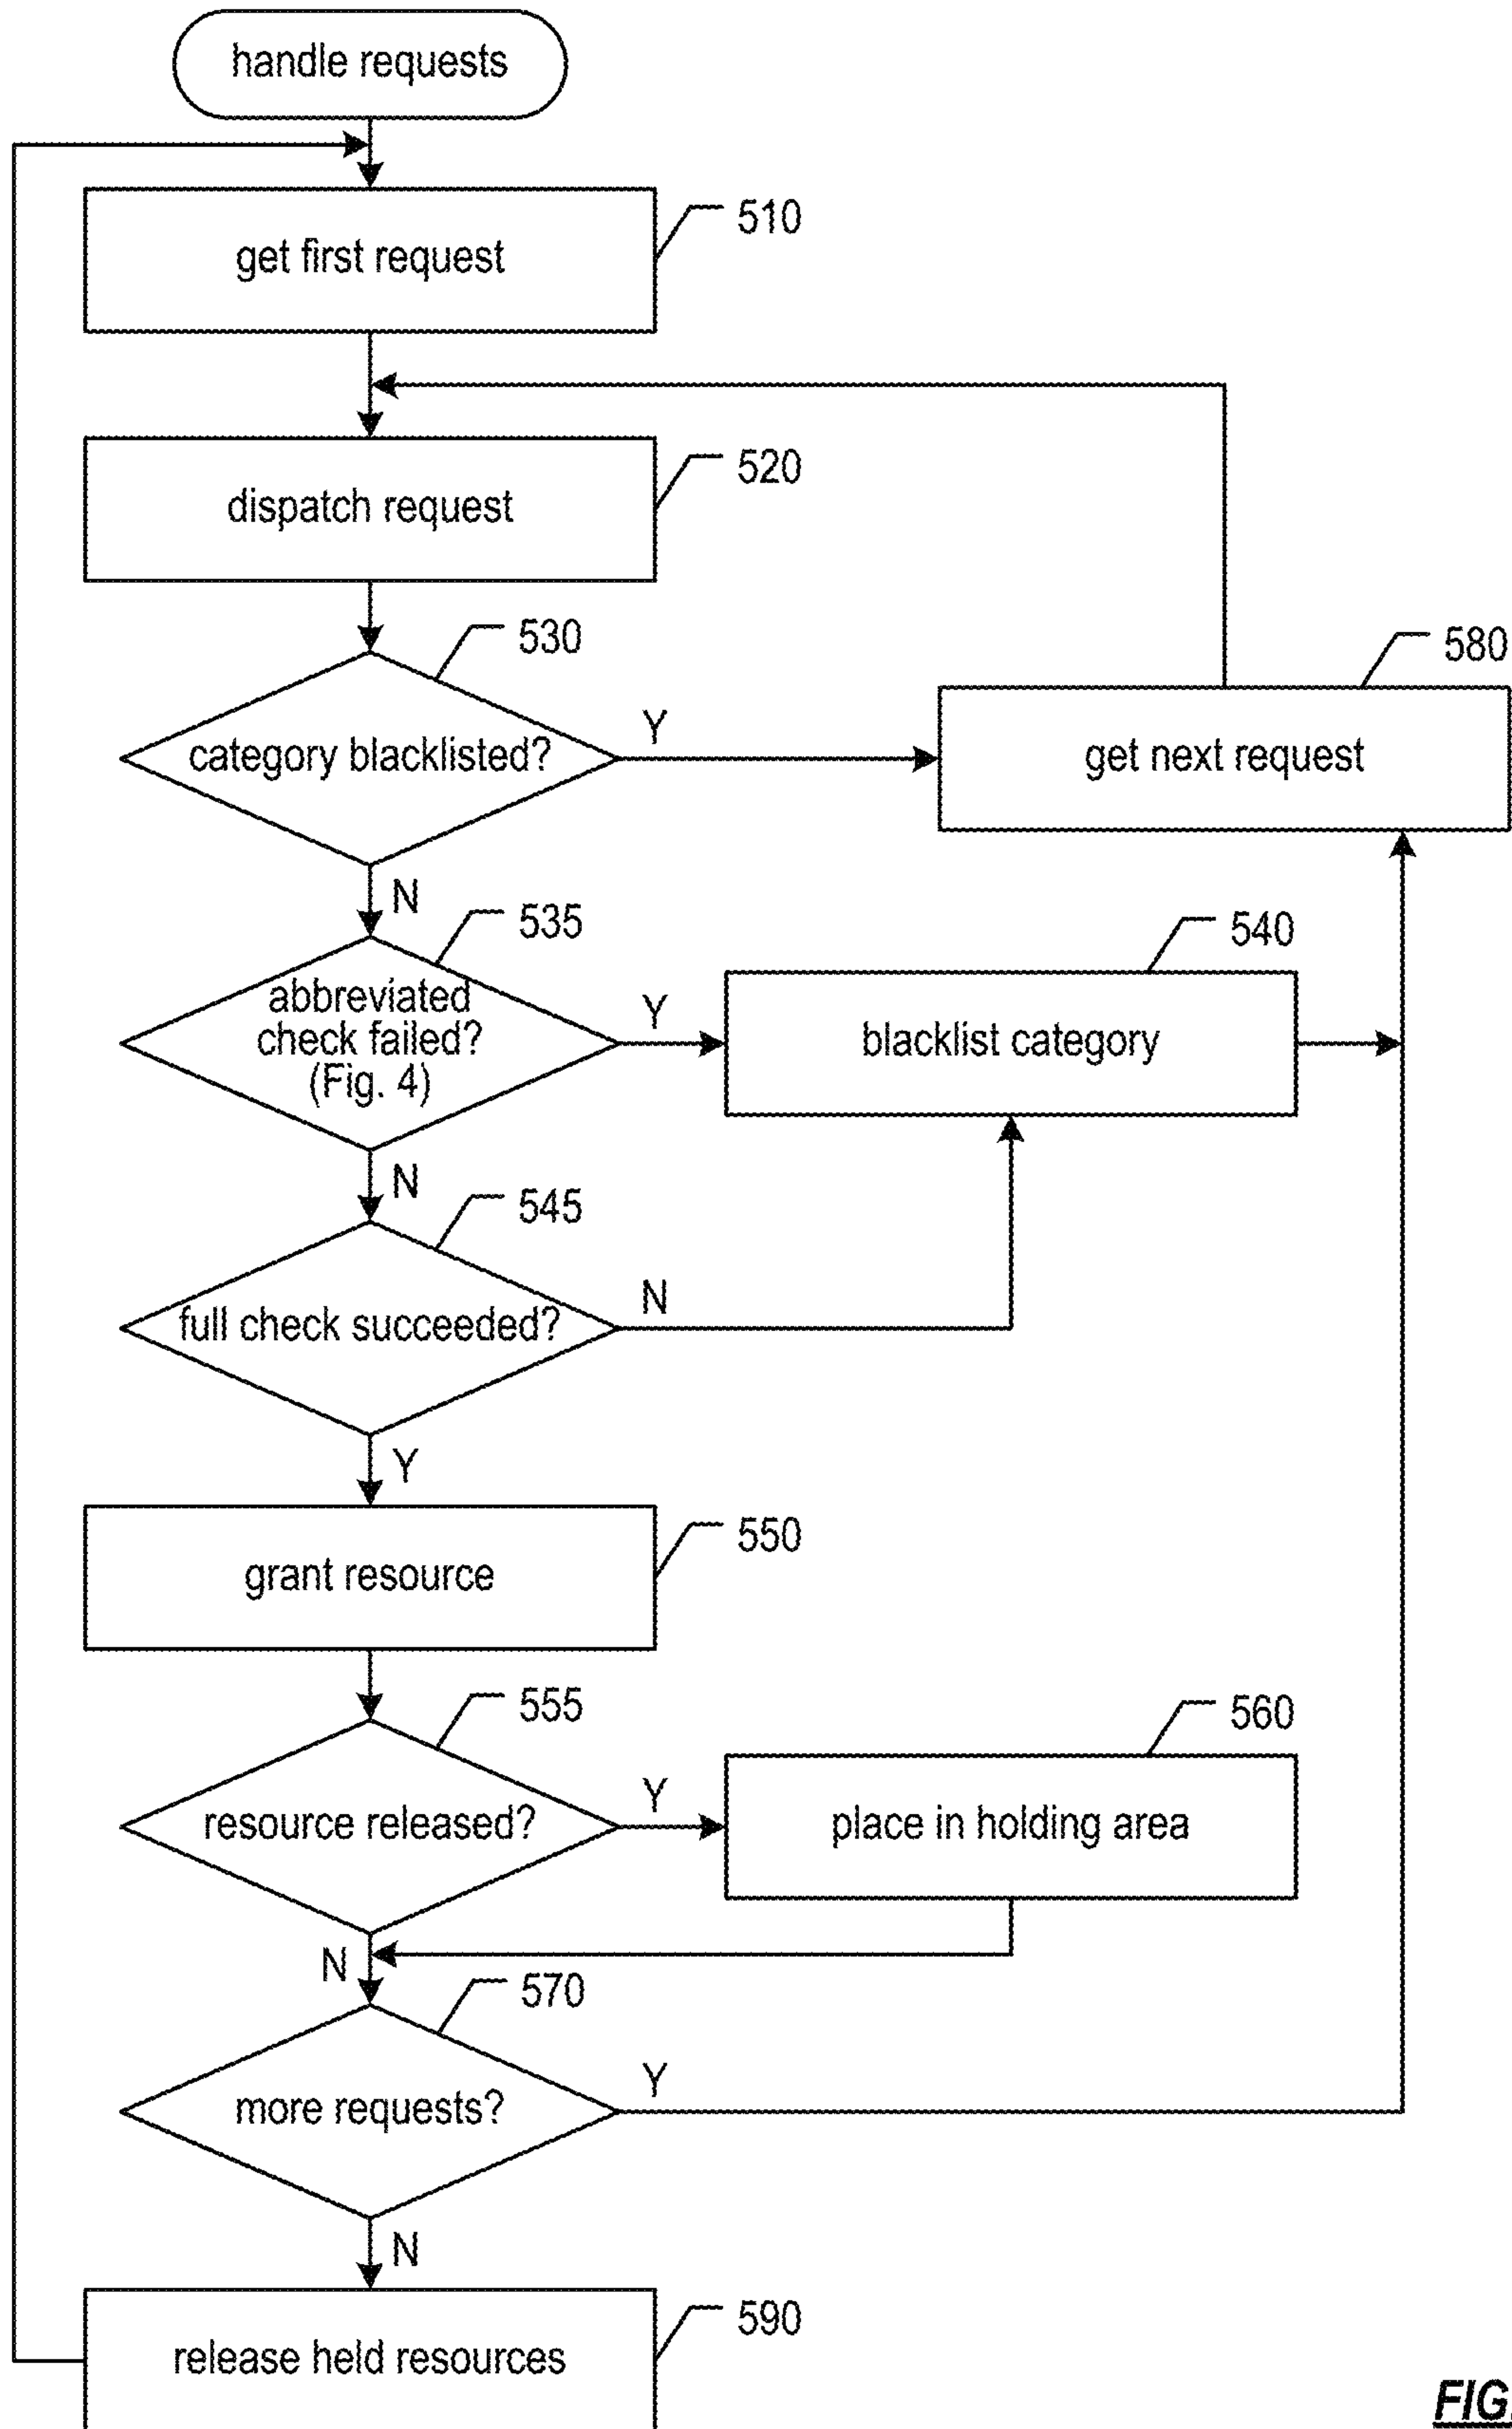 handle requests
get first request
510
dispatch request
520
530
category blacklisted?
Y
580
get next request
N
535
abbreviated
check failed?
(Fig. 4)
Y
540
blacklist category
N
545
full check succeeded?
N
Y
grant resource
550
555
resource released?
Y
560
place in holding area
N
570
more requests?
Y
N
release held resources
590
FIG